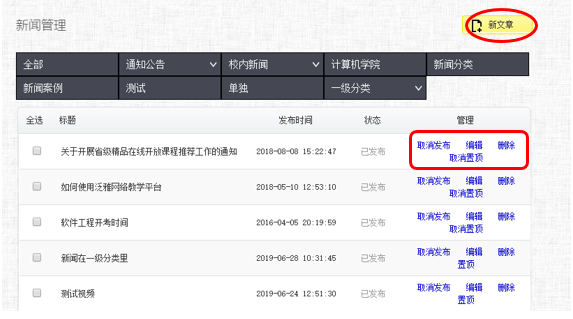 新闻管理
新文章
全部 通知公告 校内新闻 计算机学院 新闻分类
新闻案例 测试 单独 一级分类
全选 标题 发布时间 状态 管理
关于开展省级精品在线开放课程推荐工作的通知 2018-08-08 15:22:47 已发布 取消发布 编辑 删除
取消置顶
如何使用泛雅网络教学平台 2018-05-10 12:53:10 已发布 取消发布 编辑 删除
取消置顶
软件工程开考时间 2016-04-05 20:19:59 已发布 取消发布 编辑 删除
取消置顶
新闻在一级分类里 2019-06-28 10:31:45 已发布 取消发布 编辑 删除
置顶
测试视频 2019-06-24 12:51:30 已发布 取消发布 编辑 删除
置顶